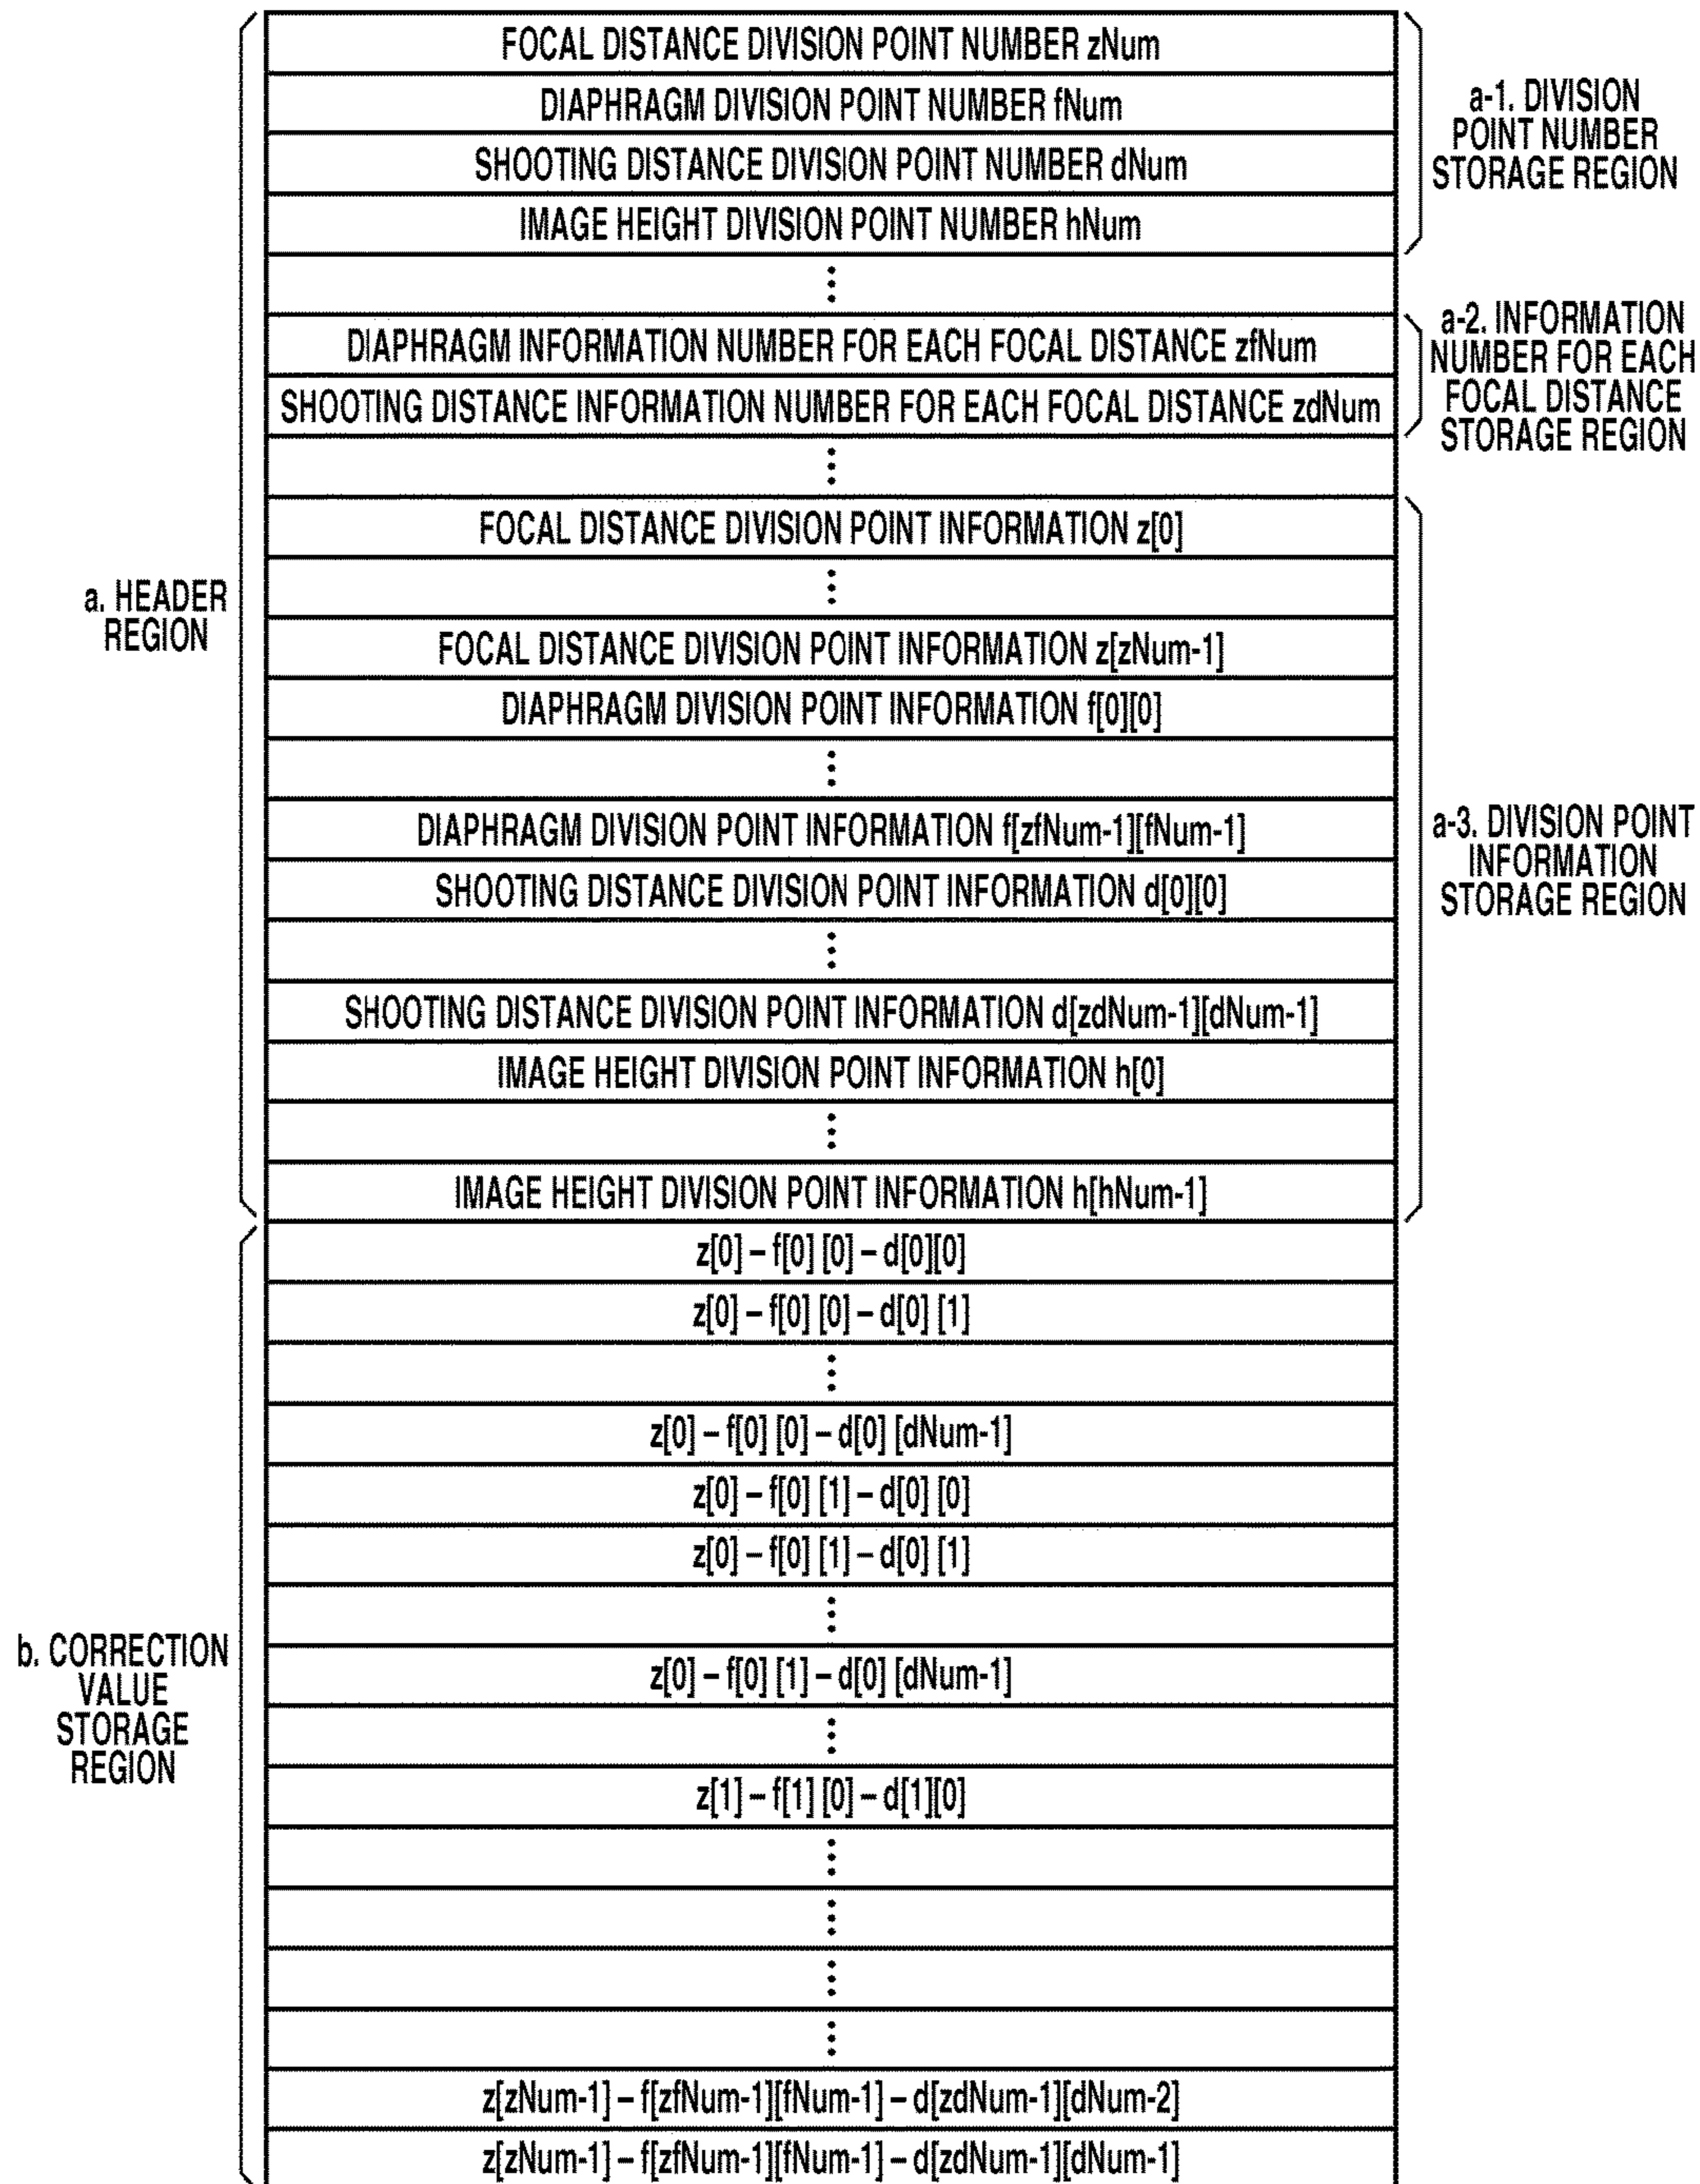 FOCAL DISTANCE DIVISION POINT NUMBER zNum
DIAPHRAGM DIVISION POINT NUMBER fNum
SHOOTING DISTANCE DIVISION POINT NUMBER dNum
IMAGE HEIGHT DIVISION POINT NUMBER hNum
a-1. DIVISION
POINT NUMBER
STORAGE REGION
DIAPHRAGM INFORMATION NUMBER FOR EACH FOCAL DISTANCE zfNum
SHOOTING DISTANCE INFORMATION NUMBER FOR EACH FOCAL DISTANCE zdNum
a-2. INFORMATION
NUMBER FOR EACH
FOCAL DISTANCE
STORAGE REGION
a. HEADER
REGION
FOCAL DISTANCE DIVISION POINT INFORMATION z[0]
FOCAL DISTANCE DIVISION POINT INFORMATION z[zNum-1]
DIAPHRAGM DIVISION POINT INFORMATION f[0][0]
DIAPHRAGM DIVISION POINT INFORMATION f[zfNum-1][fNum-1]
SHOOTING DISTANCE DIVISION POINT INFORMATION d[0][0]
SHOOTING DISTANCE DIVISION POINT INFORMATION d[zdNum-1][dNum-1]
IMAGE HEIGHT DIVISION POINT INFORMATION h[0]
IMAGE HEIGHT DIVISION POINT INFORMATION h[hNum-1]
a-3. DIVISION POINT
INFORMATION
STORAGE REGION
b. CORRECTION
VALUE
STORAGE
REGION
z[0] – f[0] [0] – d[0][0]
z[0] – f[0] [0] – d[0] [1]
z[0] – f[0] [0] – d[0] [dNum-1]
z[0] – f[0] [1] – d[0] [0]
z[0] – f[0] [1] – d[0] [1]
z[0] – f[0] [1] – d[0] [dNum-1]
z[1] – f[1] [0] – d[1][0]
z[zNum-1] – f[zfNum-1][fNum-1] – d[zdNum-1][dNum-2]
z[zNum-1] – f[zfNum-1][fNum-1] – d[zdNum-1][dNum-1]